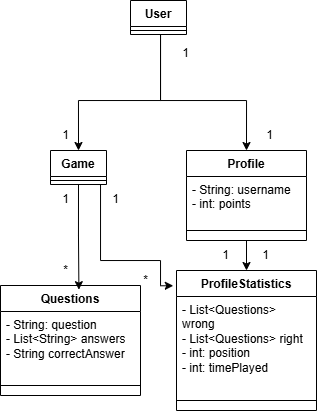 User
1
1
1
Game
Profile
- String: username
- int: points
1
1
1
1
*
*
Questions
- String: question
- List<String> answers
- String correctAnswer
ProfileStatistics
- List<Questions>
wrong
- List<Questions> right
- int: position
- int: timePlayed